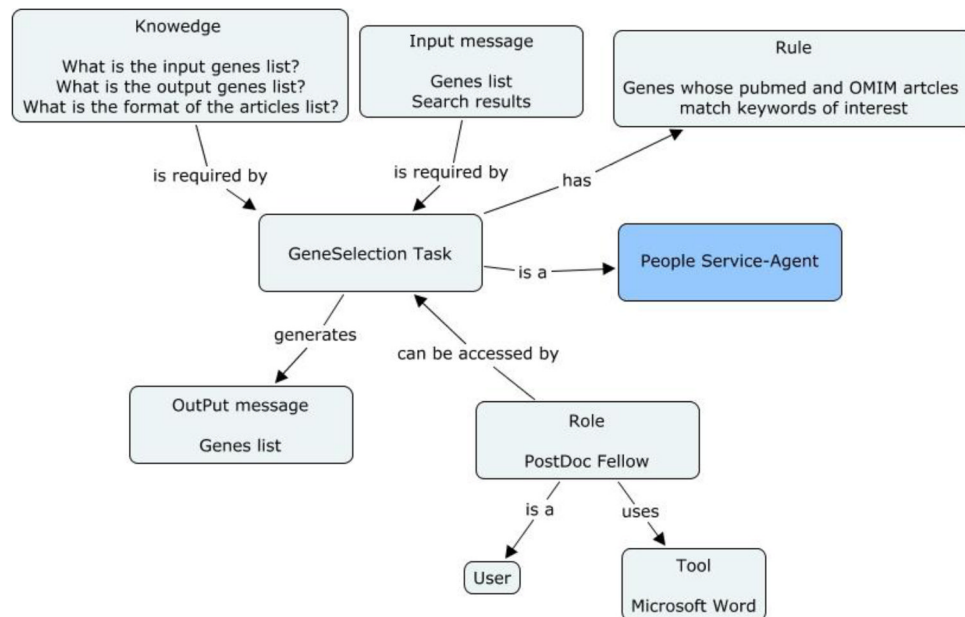 Knowedge
What is the input genes list?
What is the output genes list?
What is the format of the articles list?
Input message
Genes list
Search results
Rule
Genes whose pubmed and OMIM artcles
match keywords of interest
is required by
is required by
has
GeneSelection Task
is a
People Service-Agent
generates
can be accessed by
OutPut message
Genes list
Role
PostDoc Fellow
is a
uses
User
Tool
Microsoft Word